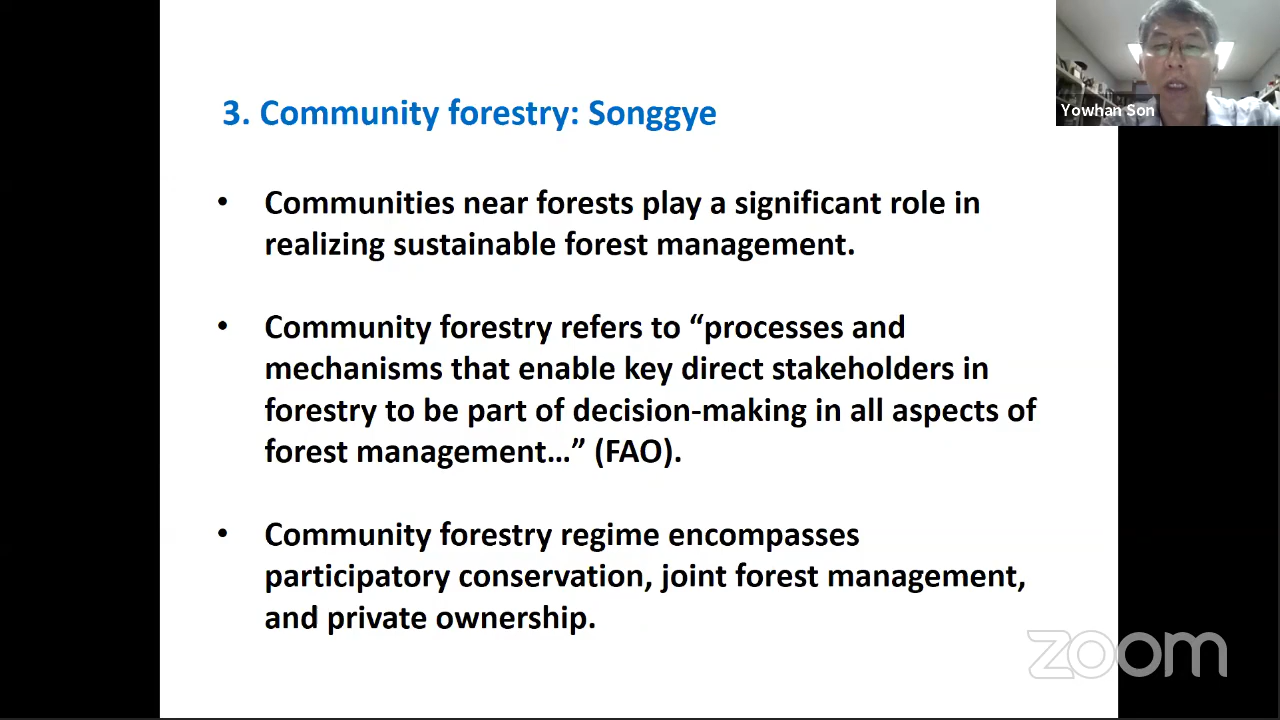 3. Community forestry: Songgye
Yowhan Son
• Communities near forests play a significant role in
realizing sustainable forest management.
• Community forestry refers to “processes and
mechanisms that enable key direct stakeholders in
forestry to be part of decision-making in all aspects of
forest management…” (FAO).
• Community forestry regime encompasses
participatory conservation, joint forest management,
and private ownership.
zoom